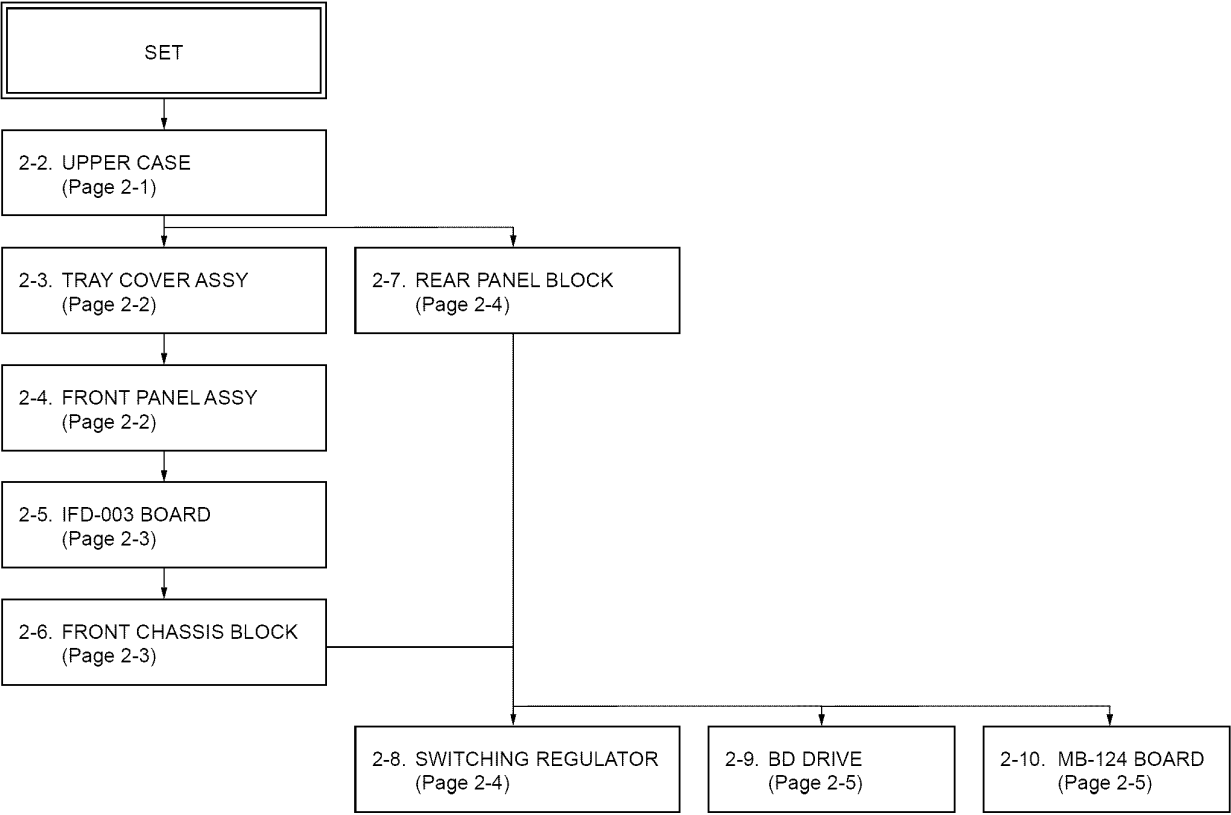 SET
2-2. UPPER CASE
(Page 2-1)
2-3. TRAY COVER ASSY
(Page 2-2)
2-7. REAR PANEL BLOCK
(Page 2-4)
2-4. FRONT PANEL ASSY
(Page 2-2)
2-5. IFD-003 BOARD
(Page 2-3)
2-6. FRONT CHASSIS BLOCK
(Page 2-3)
2-8. SWITCHING REGULATOR
(Page 2-4)
2-9. BD DRIVE
(Page 2-5)
2-10. MB-124 BOARD
(Page 2-5)